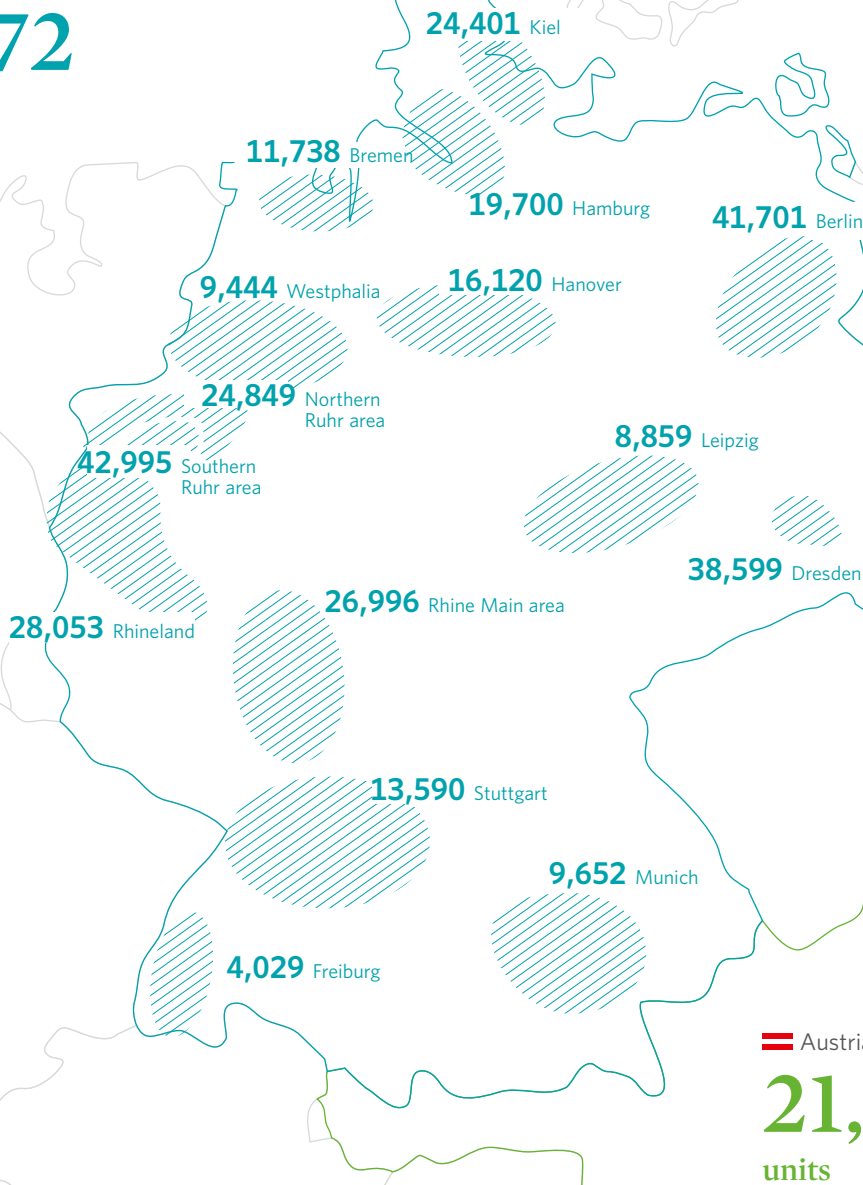 72
24,401 Kiel
11,738 Bremen
19,700 Hamburg
41,701 Berlin
9,444 Westphalia
16,120 Hanover
24,849 Northern
Ruhr area
8,859 Leipzig
42,995 Southern
Ruhr area
38,599 Dresden
26,996 Rhine Main area
28,053 Rhineland
13,590 Stuttgart
9,652 Munich
4,029 Freiburg
Austria
21,
units